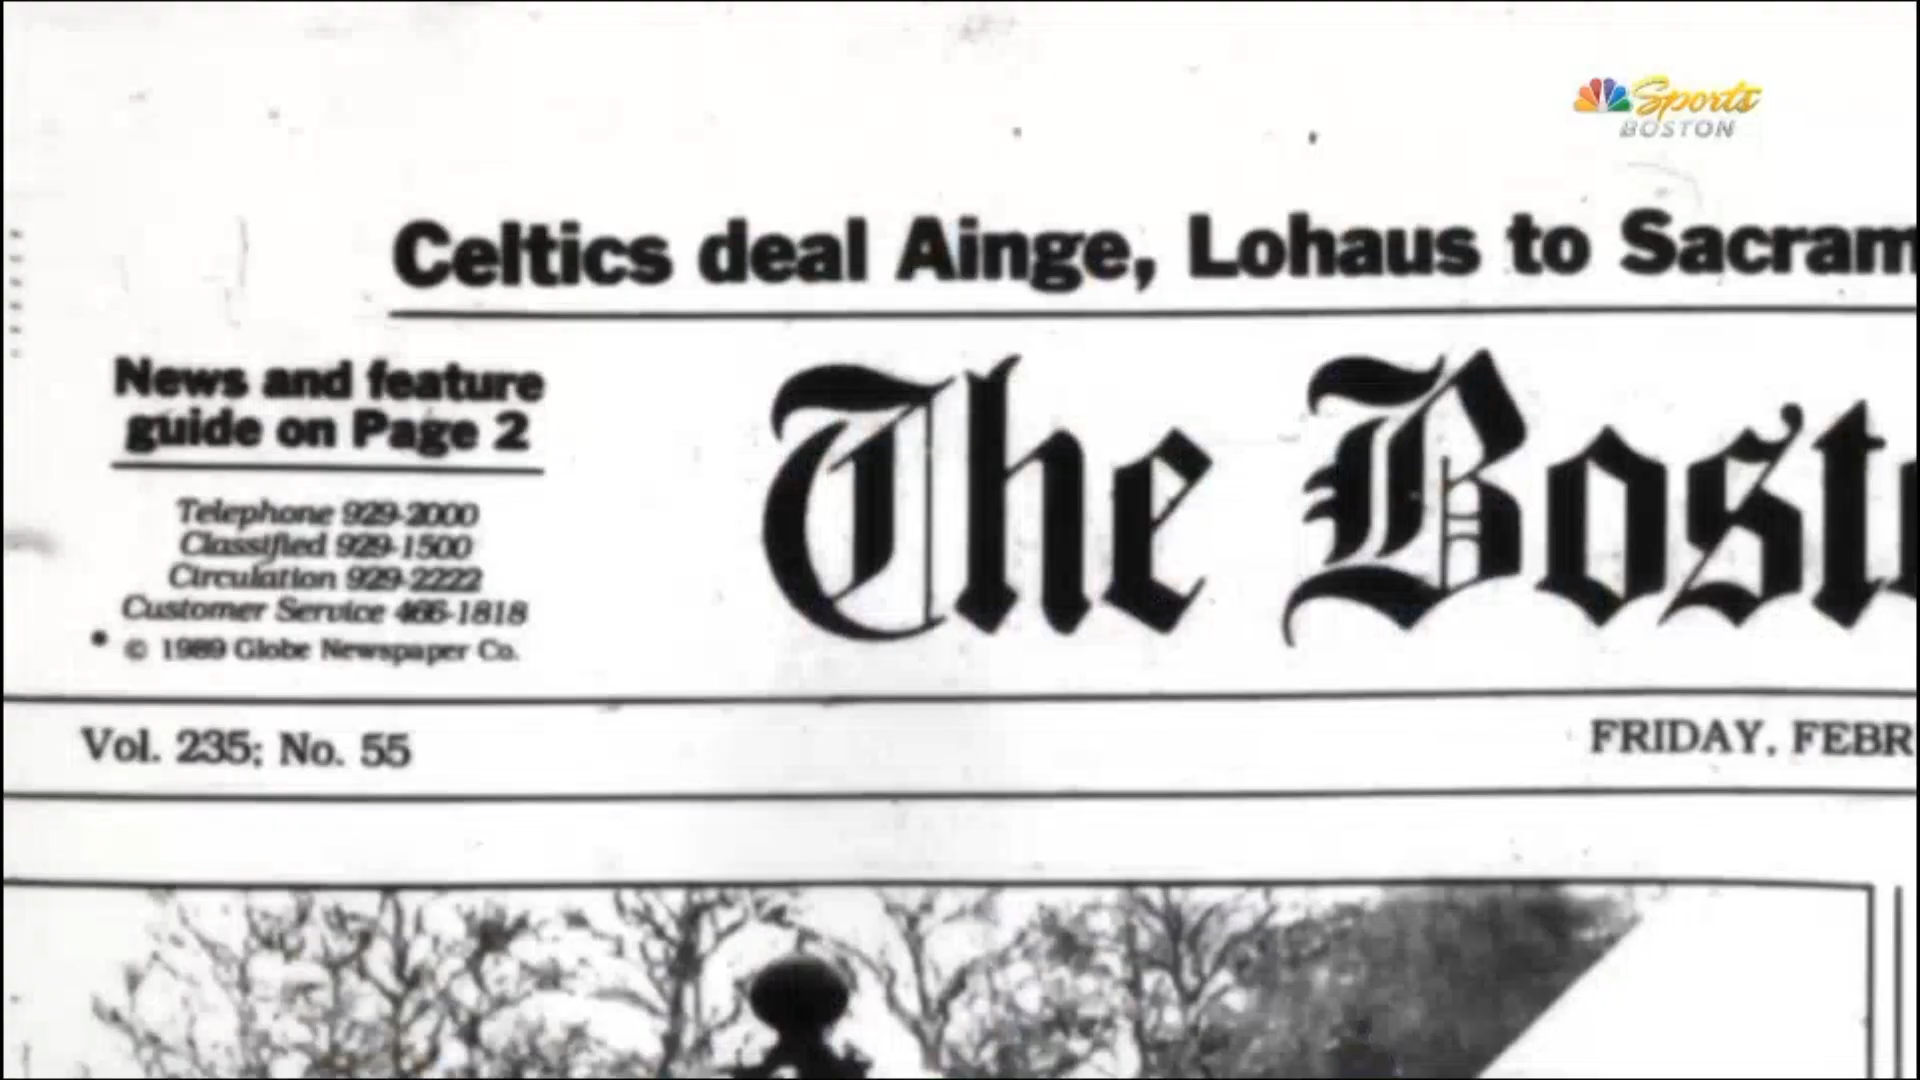 Sports
BOSTON
Celtics deal Ainge, Lohaus to Sacram
News and feature
guide on Page 2
Telephone 929-2000
Classified 929-1500
Circulation 929-2222
Customer Service 466-1818
© 1989 Globe Newspaper Co.
The Bost
Vol. 235; No. 55
FRIDAY, FEBR